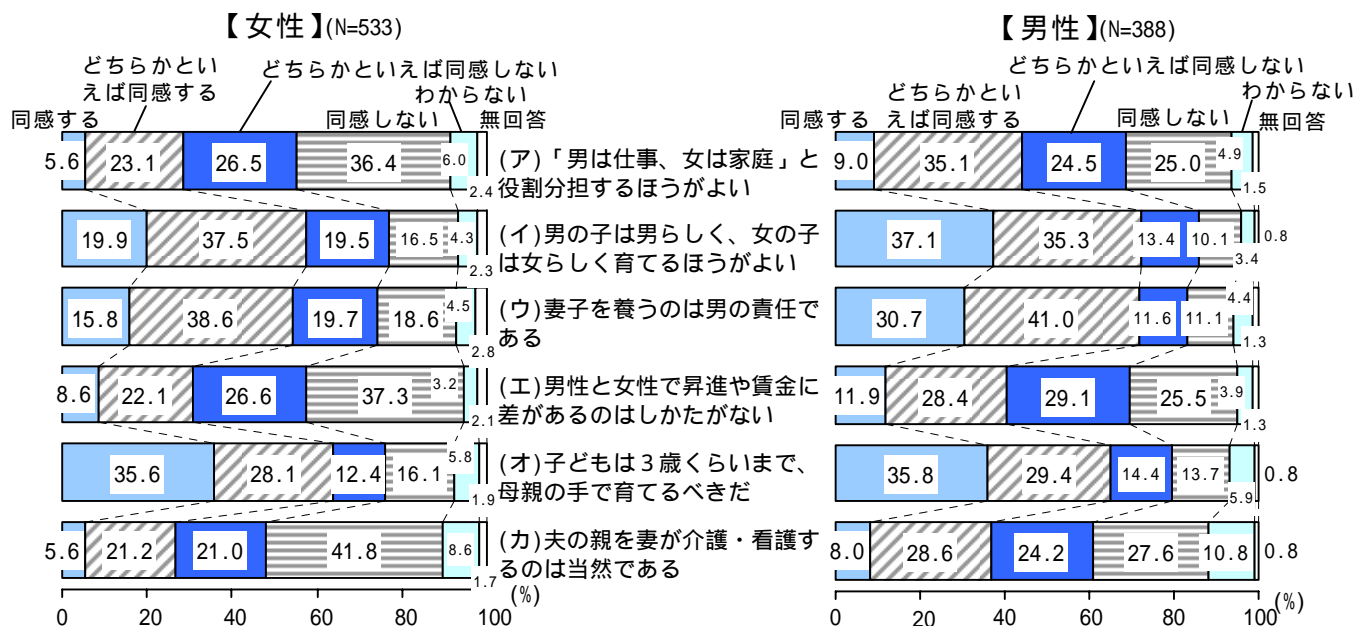 【女性】(N=533)
【男性】(N=388)
どちらかとい
えば同感する
どちらかといえば同感しない
わからない
同感する
同感しない
無回答
どちらかといえば同感しない
わからない
どちらかとい
えば同感する
同感する
同感しない
無回答
5.6 23.1 26.5 36.4 6.0 2.4
(ア)「男は仕事、女は家庭」と
役割分担するほうがよい
9.0 35.1 24.5 25.0 4.9 1.5
19.9 37.5 19.5 16.5 4.3 2.3
(イ)男の子は男らしく、女の子
は女らしく育てるほうがよい
37.1 35.3 13.4 10.1 3.4 0.8
15.8 38.6 19.7 18.6 4.5 2.8
(ウ)妻子を養うのは男の責任で
ある
30.7 41.0 11.6 11.1 4.4 1.3
8.6 22.1 26.6 37.3 3.2 2.1
(エ)男性と女性で昇進や賃金に
差があるのはしかたがない
11.9 28.4 29.1 25.5 3.9 1.3
35.6 28.1 12.4 16.1 5.8 1.9
(オ)子どもは3歳くらいまで、
母親の手で育てるべきだ
35.8 29.4 14.4 13.7 5.9 0.8
5.6 21.2 21.0 41.8 8.6 1.7
(カ)夫の親を妻が介護・看護す
るのは当然である
8.0 28.6 24.2 27.6 10.8 0.8
0 20 40 60 80 100 (%)
0 20 40 60 80 100 (%)